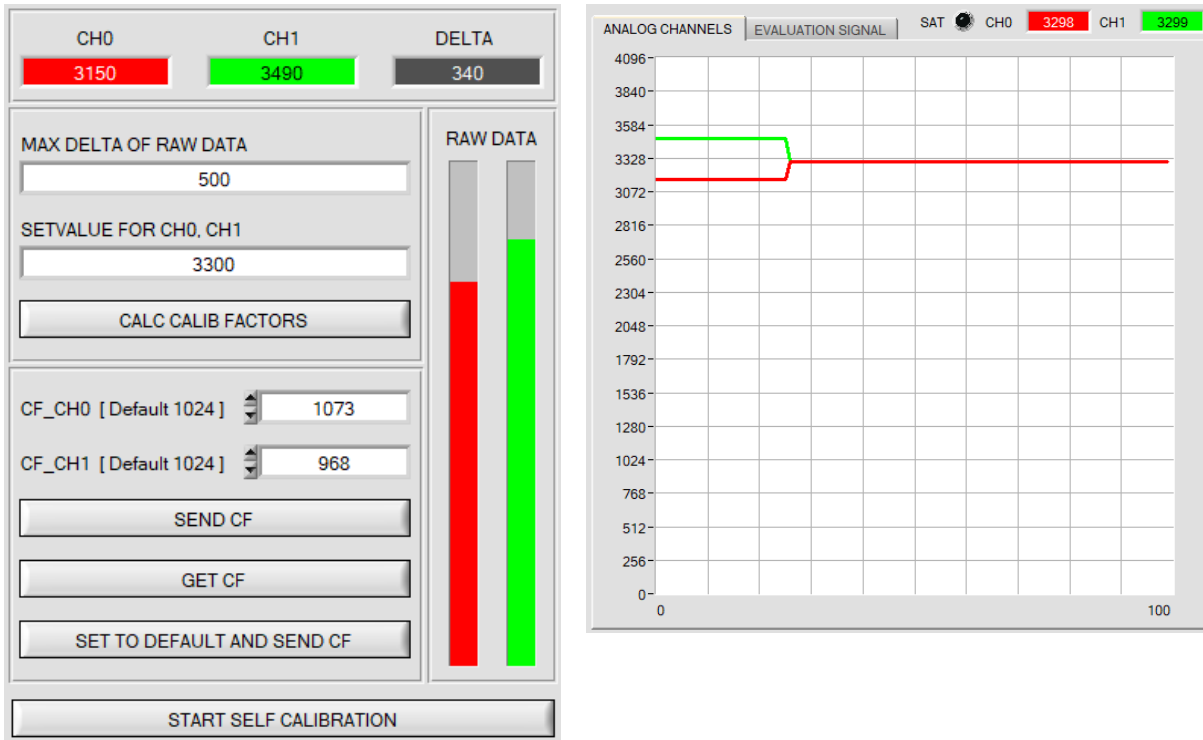 CH0 CH1 DELTA
3150 3490 340
MAX DELTA OF RAW DATA
500
SETVALUE FOR CH0, CH1
3300
CALC CALIB FACTORS
CF_CH0 [ Default 1024 ] 1073
CF_CH1 [ Default 1024 ] 968
SEND CF
GET CF
SET TO DEFAULT AND SEND CF
RAW DATA
START SELF CALIBRATION
ANALOG CHANNELS EVALUATION SIGNAL SAT CH0 3298 CH1 3299
4096
3840
3584
3328
3072
2816
2560
2304
2048
1792
1536
1280
1024
768
512
256
0
0 100